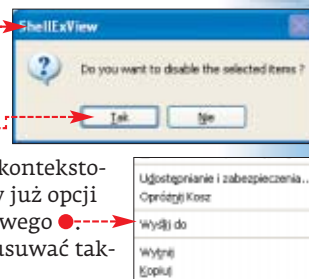 ShellExView
Do you want to disable the selected items ?
Tak
Nie
konteksto-
y już opcji
wego
usuwać tak-
Udostępnianie i zabezpieczenia...
Opróżnij Kosz
Wyślij do
Wytnij
Kopiuj